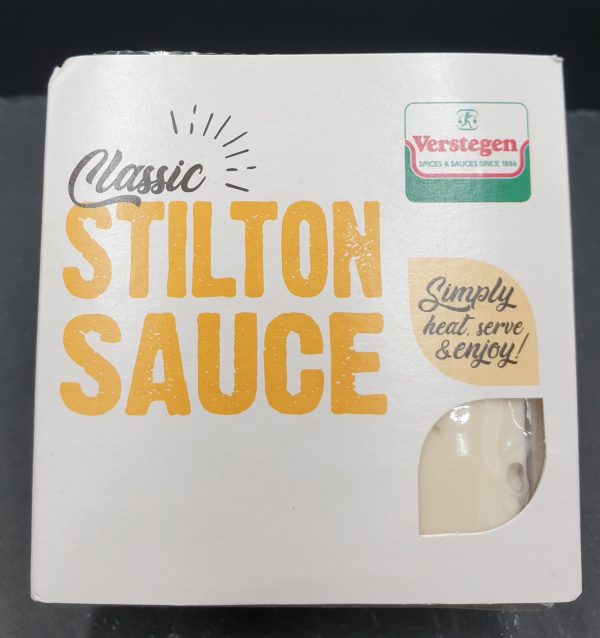 Classic
STILTON
SAUCE
Verstegen
SPICES & SAUCES SINCE 1886
Simply
heat, serve
& enjoy!